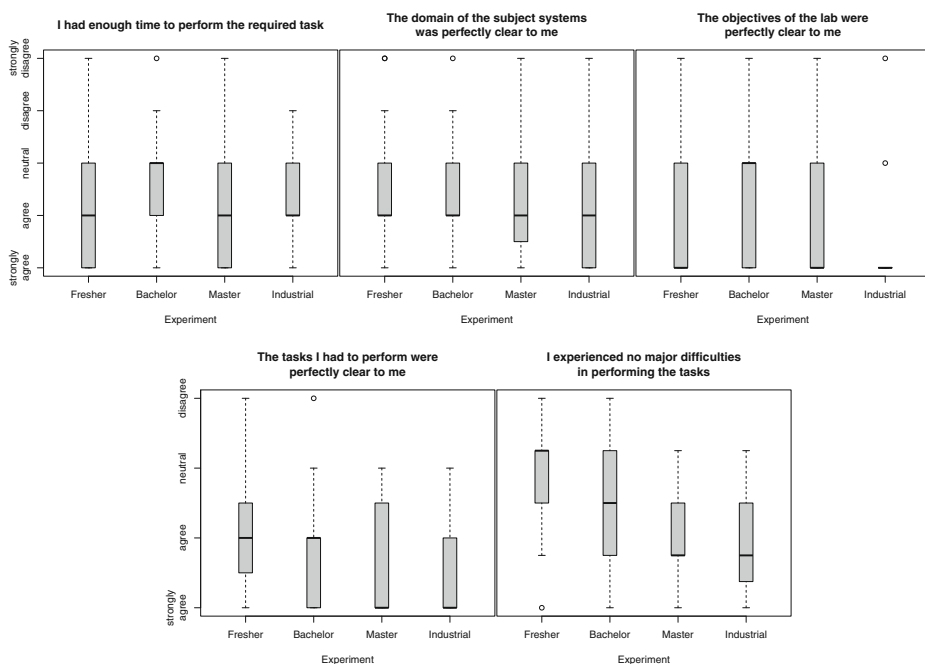 I had enough time to perform the required task
The domain of the subject systems
was perfectly clear to me
The objectives of the lab were
perfectly clear to me
strongly
disagree
disagree
neutral
agree
strongly
agree
Fresher Bachelor Master Industrial
Experiment
Fresher Bachelor Master Industrial
Experiment
Fresher Bachelor Master Industrial
Experiment
The tasks I had to perform were
perfectly clear to me
I experienced no major difficulties
in performing the tasks
disagree
neutral
agree
strongly
agree
Fresher Bachelor Master Industrial
Experiment
Fresher Bachelor Master Industrial
Experiment